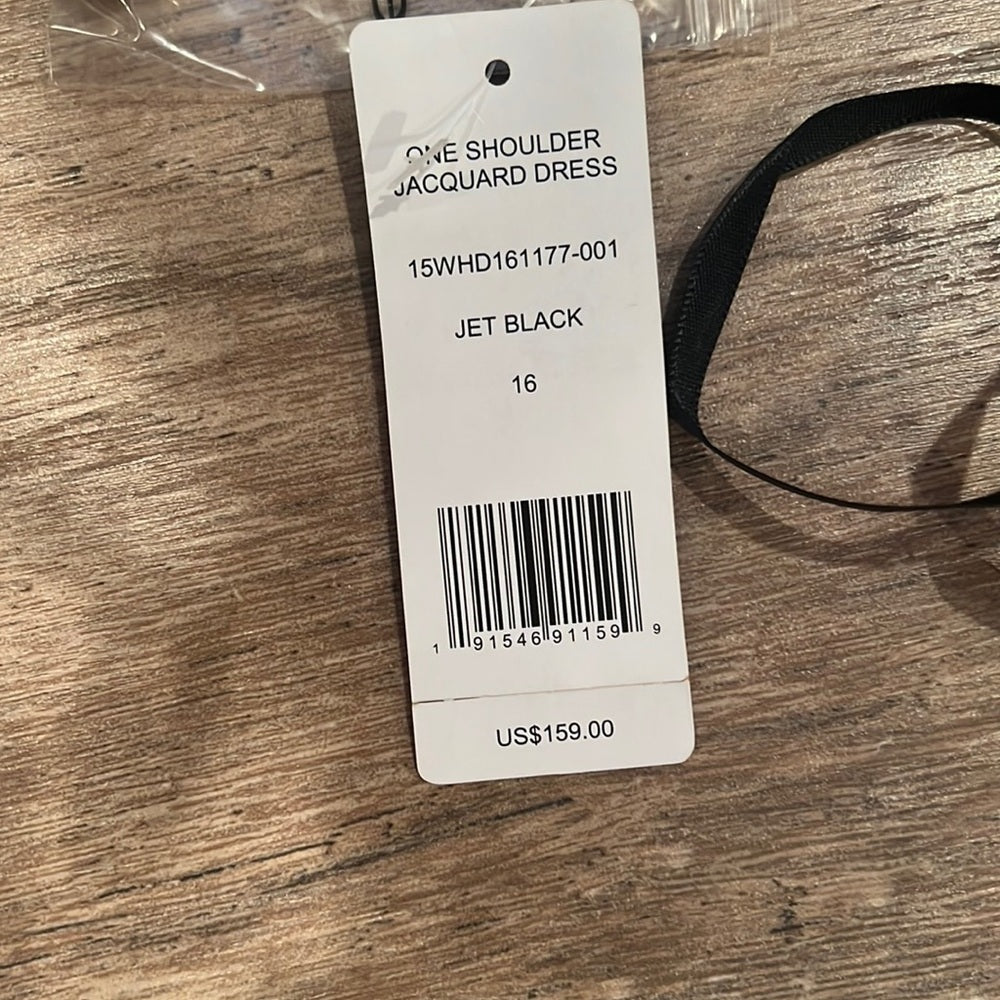 ONE SHOULDER
JACQUARD DRESS
15WHD161177-001
JET BLACK
16
1 91546 91159 9
US$159.00